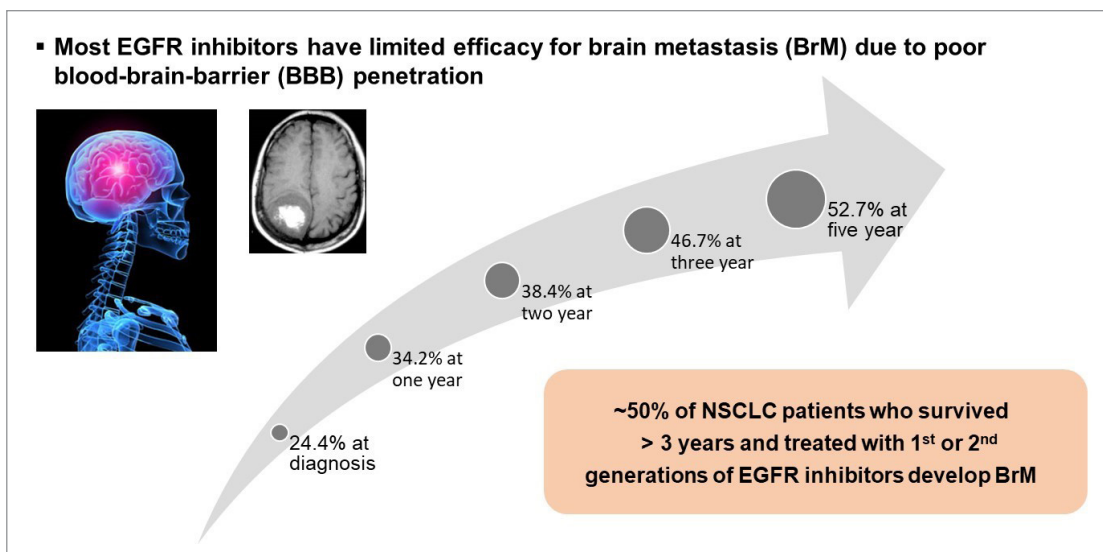 ▪ Most EGFR inhibitors have limited efficacy for brain metastasis (BrM) due to poor
blood-brain-barrier (BBB) penetration
52.7% at
five year
46.7% at
three year
38.4% at
two year
34.2% at
one year
24.4% at
diagnosis
~50% of NSCLC patients who survived
> 3 years and treated with 1st or 2nd
generations of EGFR inhibitors develop BrM